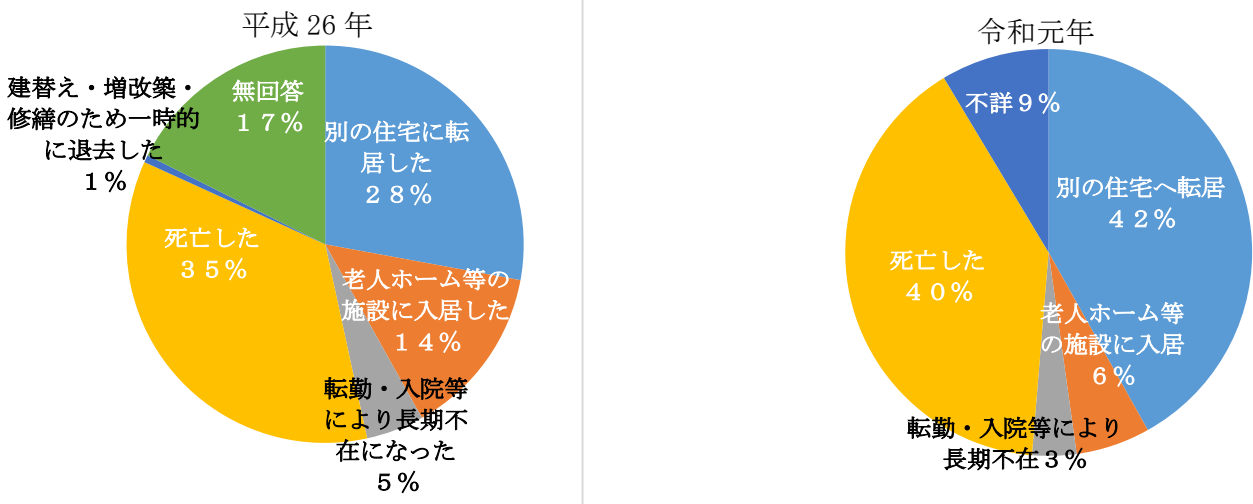 平成 26 年
建替え・増改築・
修繕のため一時的
に退去した
１％
無回答
１７％
別の住宅に転
居した
２８％
死亡した
３５％
老人ホーム等の
施設に入居した
１４％
転勤・入院等
により長期不
在になった
５％
令和元年
不詳９％
別の住宅へ転居
４２％
死亡した
４０％
老人ホーム等
の施設に入居
６％
転勤・入院等により
長期不在３％